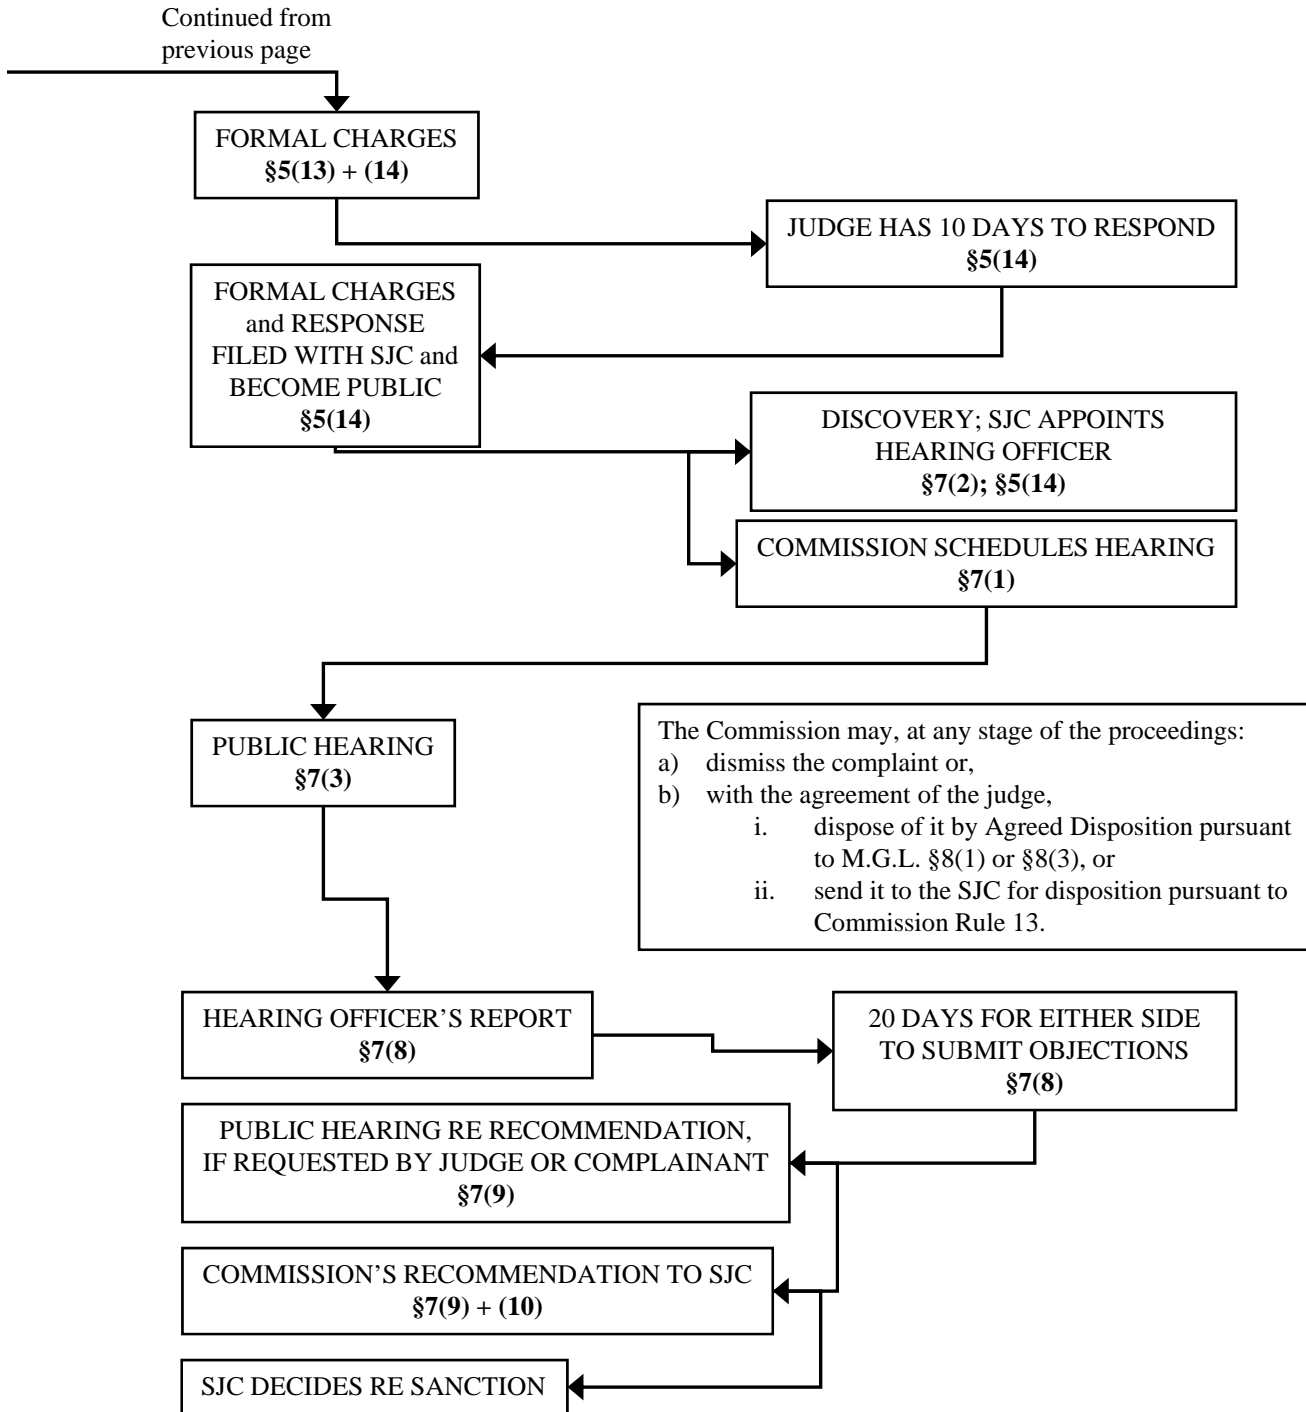 Continued from
previous page
FORMAL CHARGES
§5(13) + (14)
JUDGE HAS 10 DAYS TO RESPOND
§5(14)
FORMAL CHARGES
and RESPONSE
FILED WITH SJC and
BECOME PUBLIC
§5(14)
DISCOVERY; SJC APPOINTS
HEARING OFFICER
§7(2); §5(14)
COMMISSION SCHEDULES HEARING
§7(1)
PUBLIC HEARING
§7(3)
The Commission may, at any stage of the proceedings:
a) dismiss the complaint or,
b) with the agreement of the judge,
i. dispose of it by Agreed Disposition pursuant
to M.G.L. §8(1) or §8(3), or
ii. send it to the SJC for disposition pursuant to
Commission Rule 13.
HEARING OFFICER’S REPORT
§7(8)
20 DAYS FOR EITHER SIDE
TO SUBMIT OBJECTIONS
§7(8)
PUBLIC HEARING RE RECOMMENDATION,
IF REQUESTED BY JUDGE OR COMPLAINANT
§7(9)
COMMISSION’S RECOMMENDATION TO SJC
§7(9) + (10)
SJC DECIDES RE SANCTION